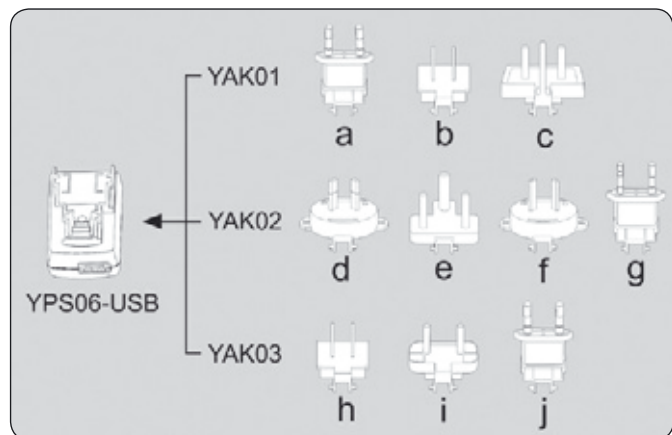 YAK01
a b c
YPS06-USB
YAK02
d e f g
YAK03
h i j